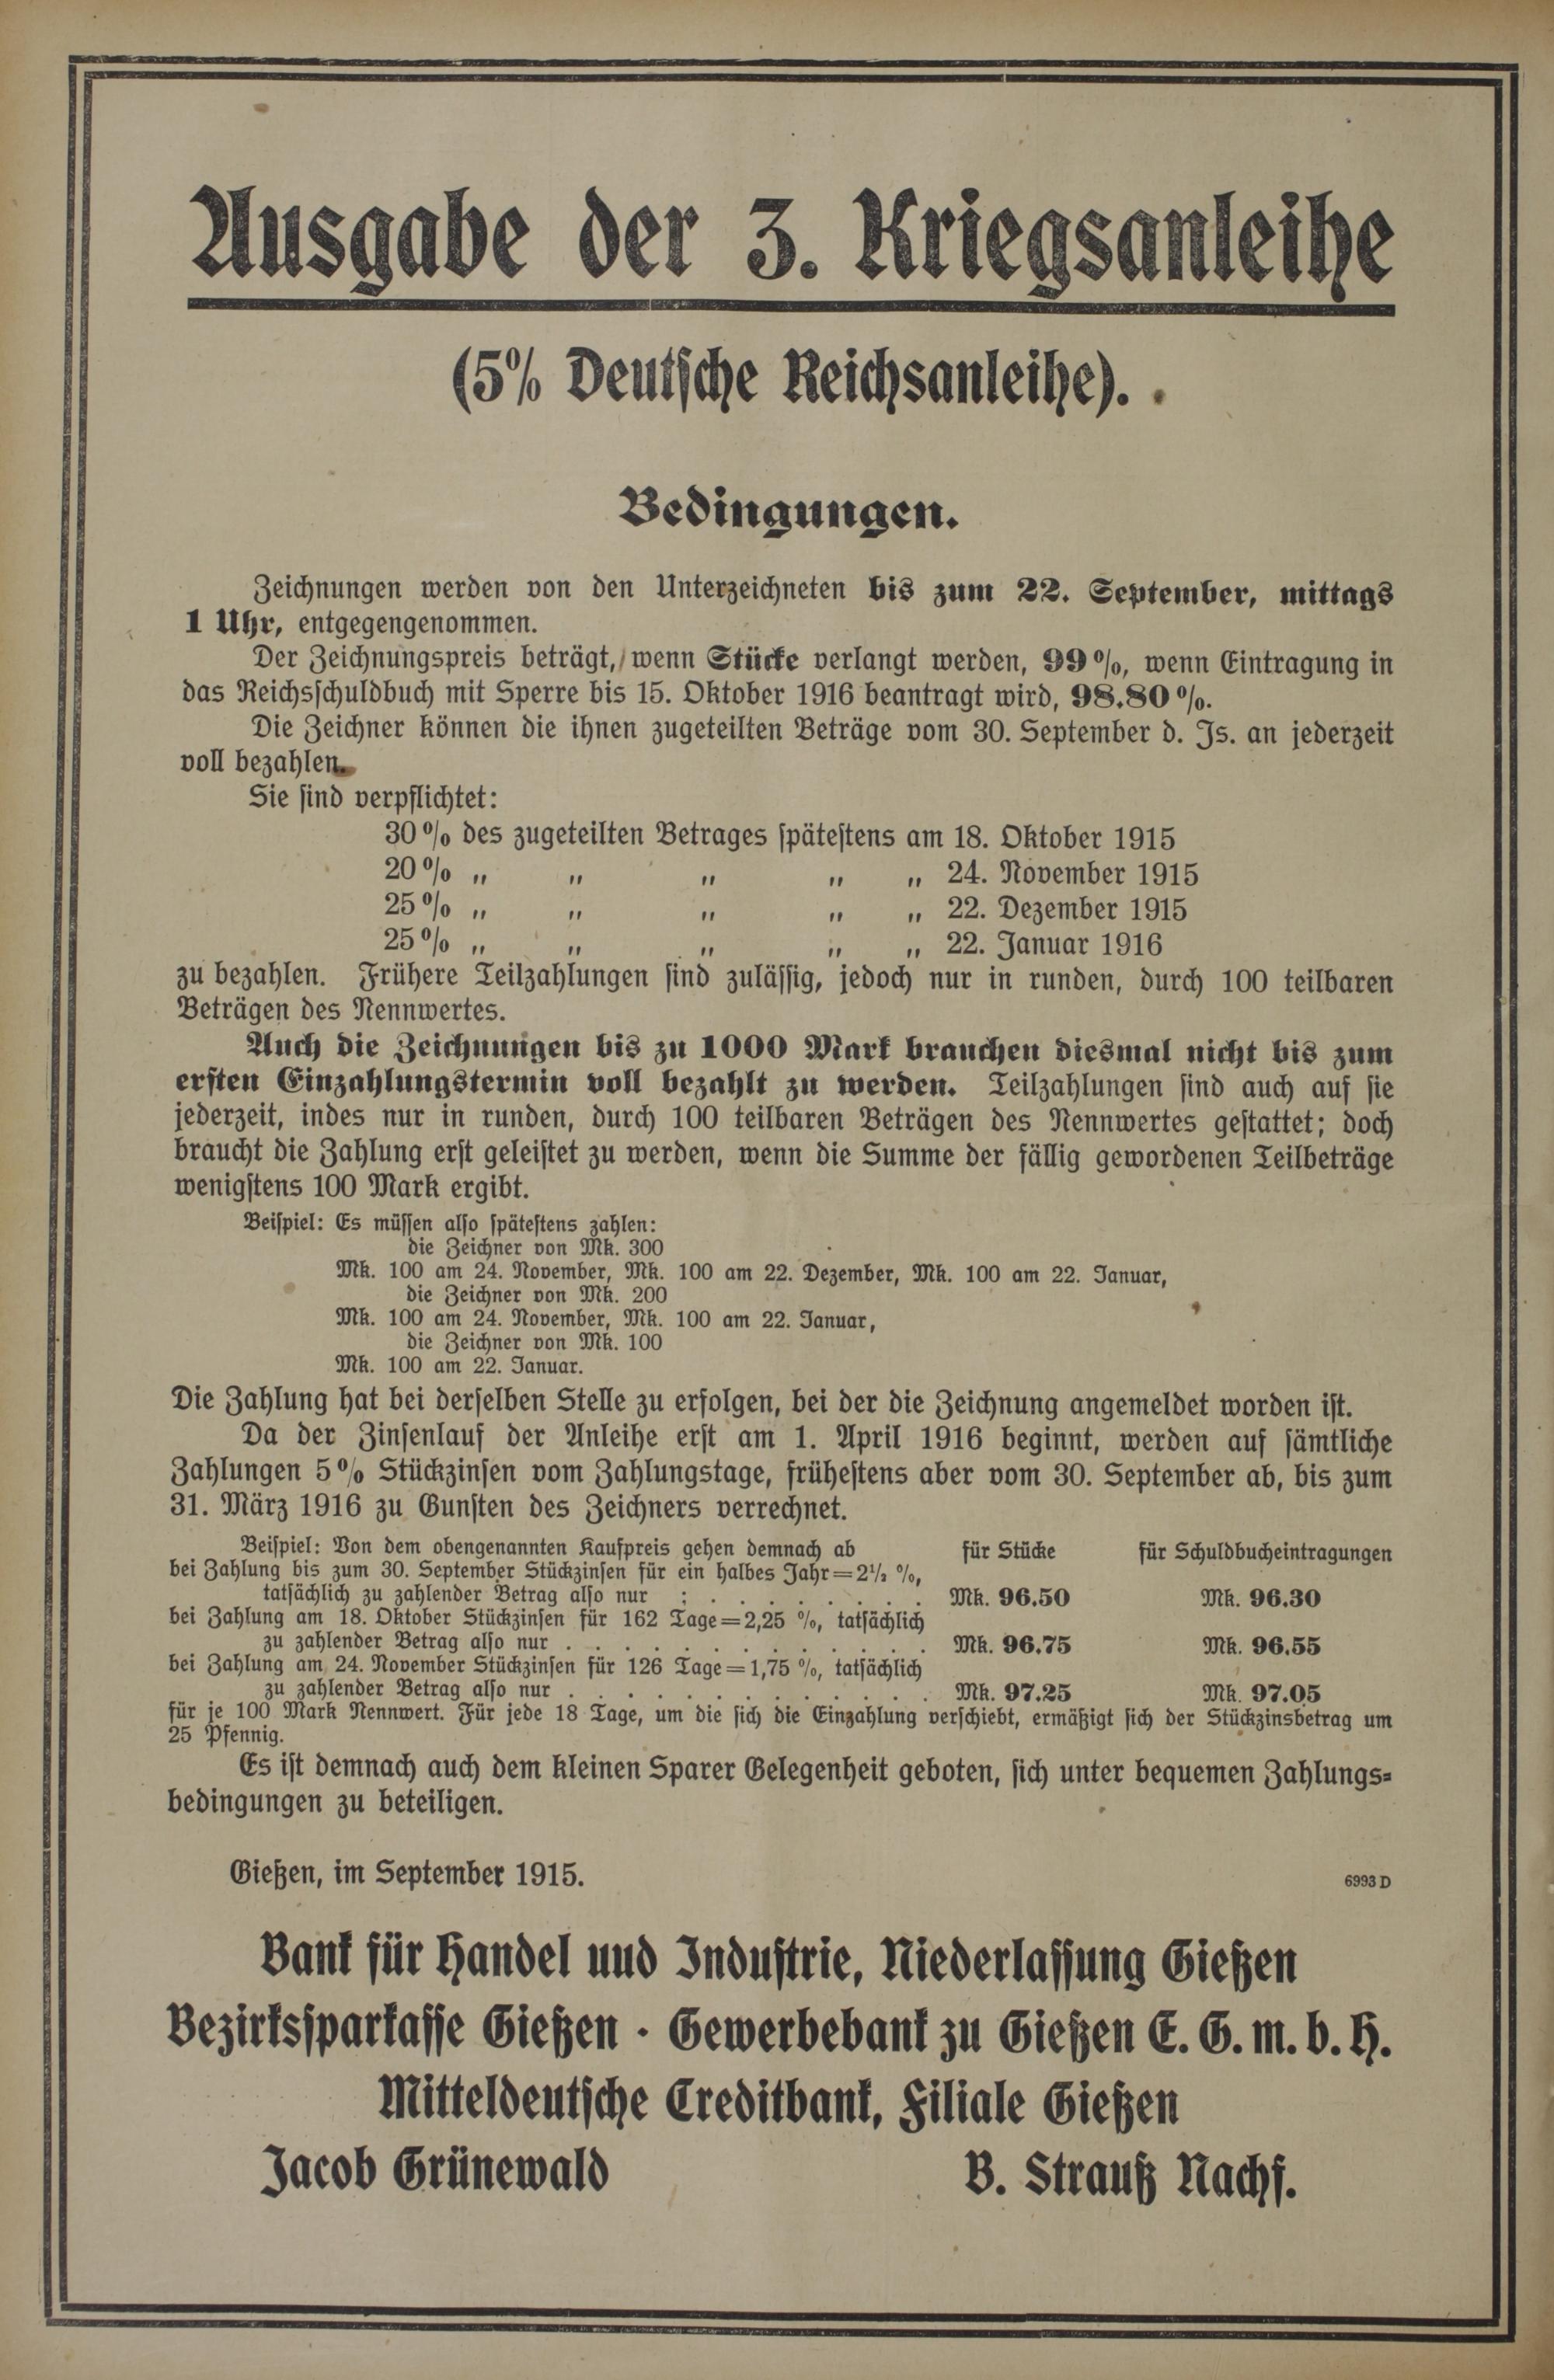 Ausgabe der 3. Kriegsanleihe
(5% Deutsche Reichsanleihe).
Bedingungen.
Zeichnungen werden von den Unterzeichneten bis zum 22. September, mittags
1 Uhr, entgegengenommen.
Der Zeichnungspreis beträgt, wenn Stücke verlangt werden, 99%, wenn Eintragung in
das Reichsschuldbuch mit Sperre bis 15. Oktober 1916 beantragt wird, 98.80%.
Die Zeichner können die ihnen zugeteilten Beträge vom 30. September d. Js. an jederzeit
voll bezahlen.
Sie sind verpflichtet:
30% des zugeteilten Betrages spätestens am 18. Oktober 1915
20% „ „ „ „ „ 24. November 1915
25% „ „ „ „ „ 22. Dezember 1915
25% „ „ „ „ „ 22. Januar 1916
zu bezahlen. Frühere Teilzahlungen sind zulässig, jedoch nur in runden, durch 100 teilbaren
Beträgen des Nennwertes.
Auch die Zeichnungen bis zu 1000 Mark brauchen diesmal nicht bis zum
ersten Einzahlungstermin voll bezahlt zu werden. Teilzahlungen sind auch auf sie
jederzeit, indes nur in runden, durch 100 teilbaren Beträgen des Nennwertes gestattet; doch
braucht die Zahlung erst geleistet zu werden, wenn die Summe der fällig gewordenen Teilbeträge
wenigstens 100 Mark ergibt.
Beispiel: Es müssen also spätestens zahlen:
die Zeichner von Mk. 300
Mk. 100 am 24. November, Mk. 100 am 22. Dezember, Mk. 100 am 22. Januar,
die Zeichner von Mk. 200
Mk. 100 am 24. November, Mk. 100 am 22. Januar,
die Zeichner von Mk. 100
Mk. 100 am 22. Januar.
Die Zahlung hat bei derselben Stelle zu erfolgen, bei der die Zeichnung angemeldet worden ist.
Da der Zinsenlauf der Anleihe erst am 1. April 1916 beginnt, werden auf sämtliche
Zahlungen 5% Stückzinsen vom Zahlungstage, frühestens aber vom 30. September ab, bis zum
31. März 1916 zu Gunsten des Zeichners verrechnet.
Beispiel: Von dem obengenannten Kaufpreis gehen demnach ab für Stücke für Schuldbucheintragungen
bei Zahlung bis zum 30. September Stückzinsen für ein halbes Jahr=2½ %,
tatsächlich zu zahlender Betrag also nur . . . . . . . . . Mk. 96.50 Mk. 96.30
bei Zahlung am 18. Oktober Stückzinsen für 162 Tage=2,25 %, tatsächlich
zu zahlender Betrag also nur . . . . . . . . . . . . . Mk. 96.75 Mk. 96.55
bei Zahlung am 24. November Stückzinsen für 126 Tage=1,75 %, tatsächlich
zu zahlender Betrag also nur . . . . . . . . . . . . . Mk. 97.25 Mk. 97.05
für je 100 Mark Nennwert. Für jede 18 Tage, um die sich die Einzahlung verschiebt, ermäßigt sich der Stückzinsbetrag um
25 Pfennig.
Es ist demnach auch dem kleinen Sparer Gelegenheit geboten, sich unter bequemen Zahlungs-
bedingungen zu beteiligen.
Gießen, im September 1915.
6993 D
Bank für Handel uud Industrie, Niederlassung Gießen
Bezirkssparkasse Gießen · Gewerbebank zu Gießen E. G. m. b. H.
Mitteldeutsche Creditbank, Filiale Gießen
Jacob Grünewald B. Strauß Nachf.